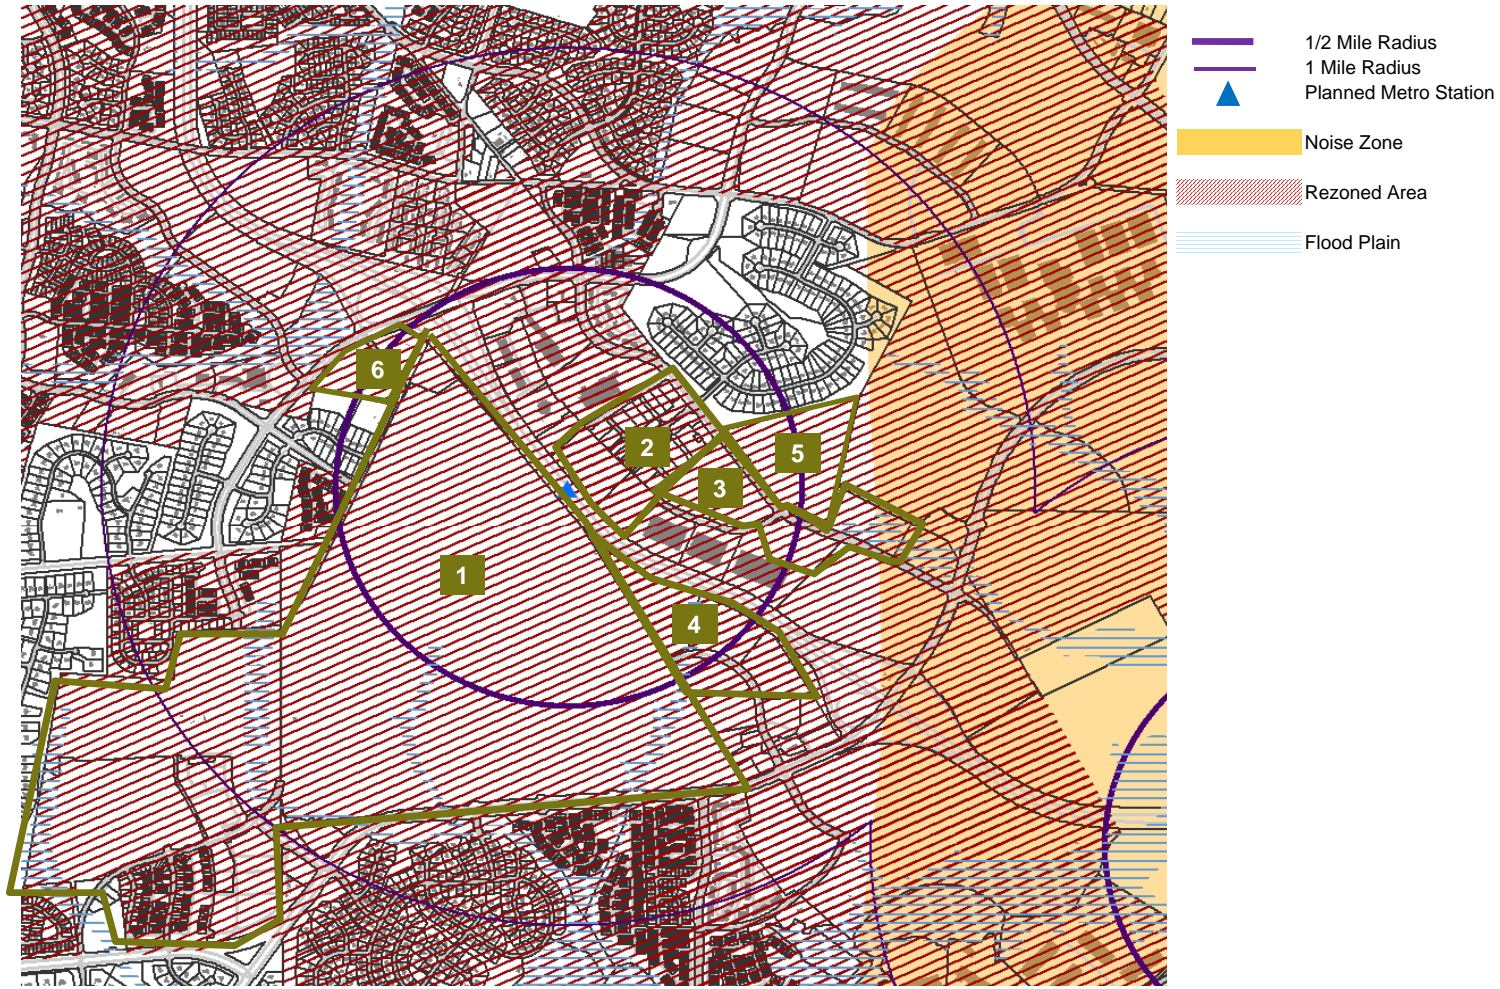 1/2 Mile Radius
1 Mile Radius
Planned Metro Station
Noise Zone
Rezoned Area
Flood Plain
6
2
5
3
1
4